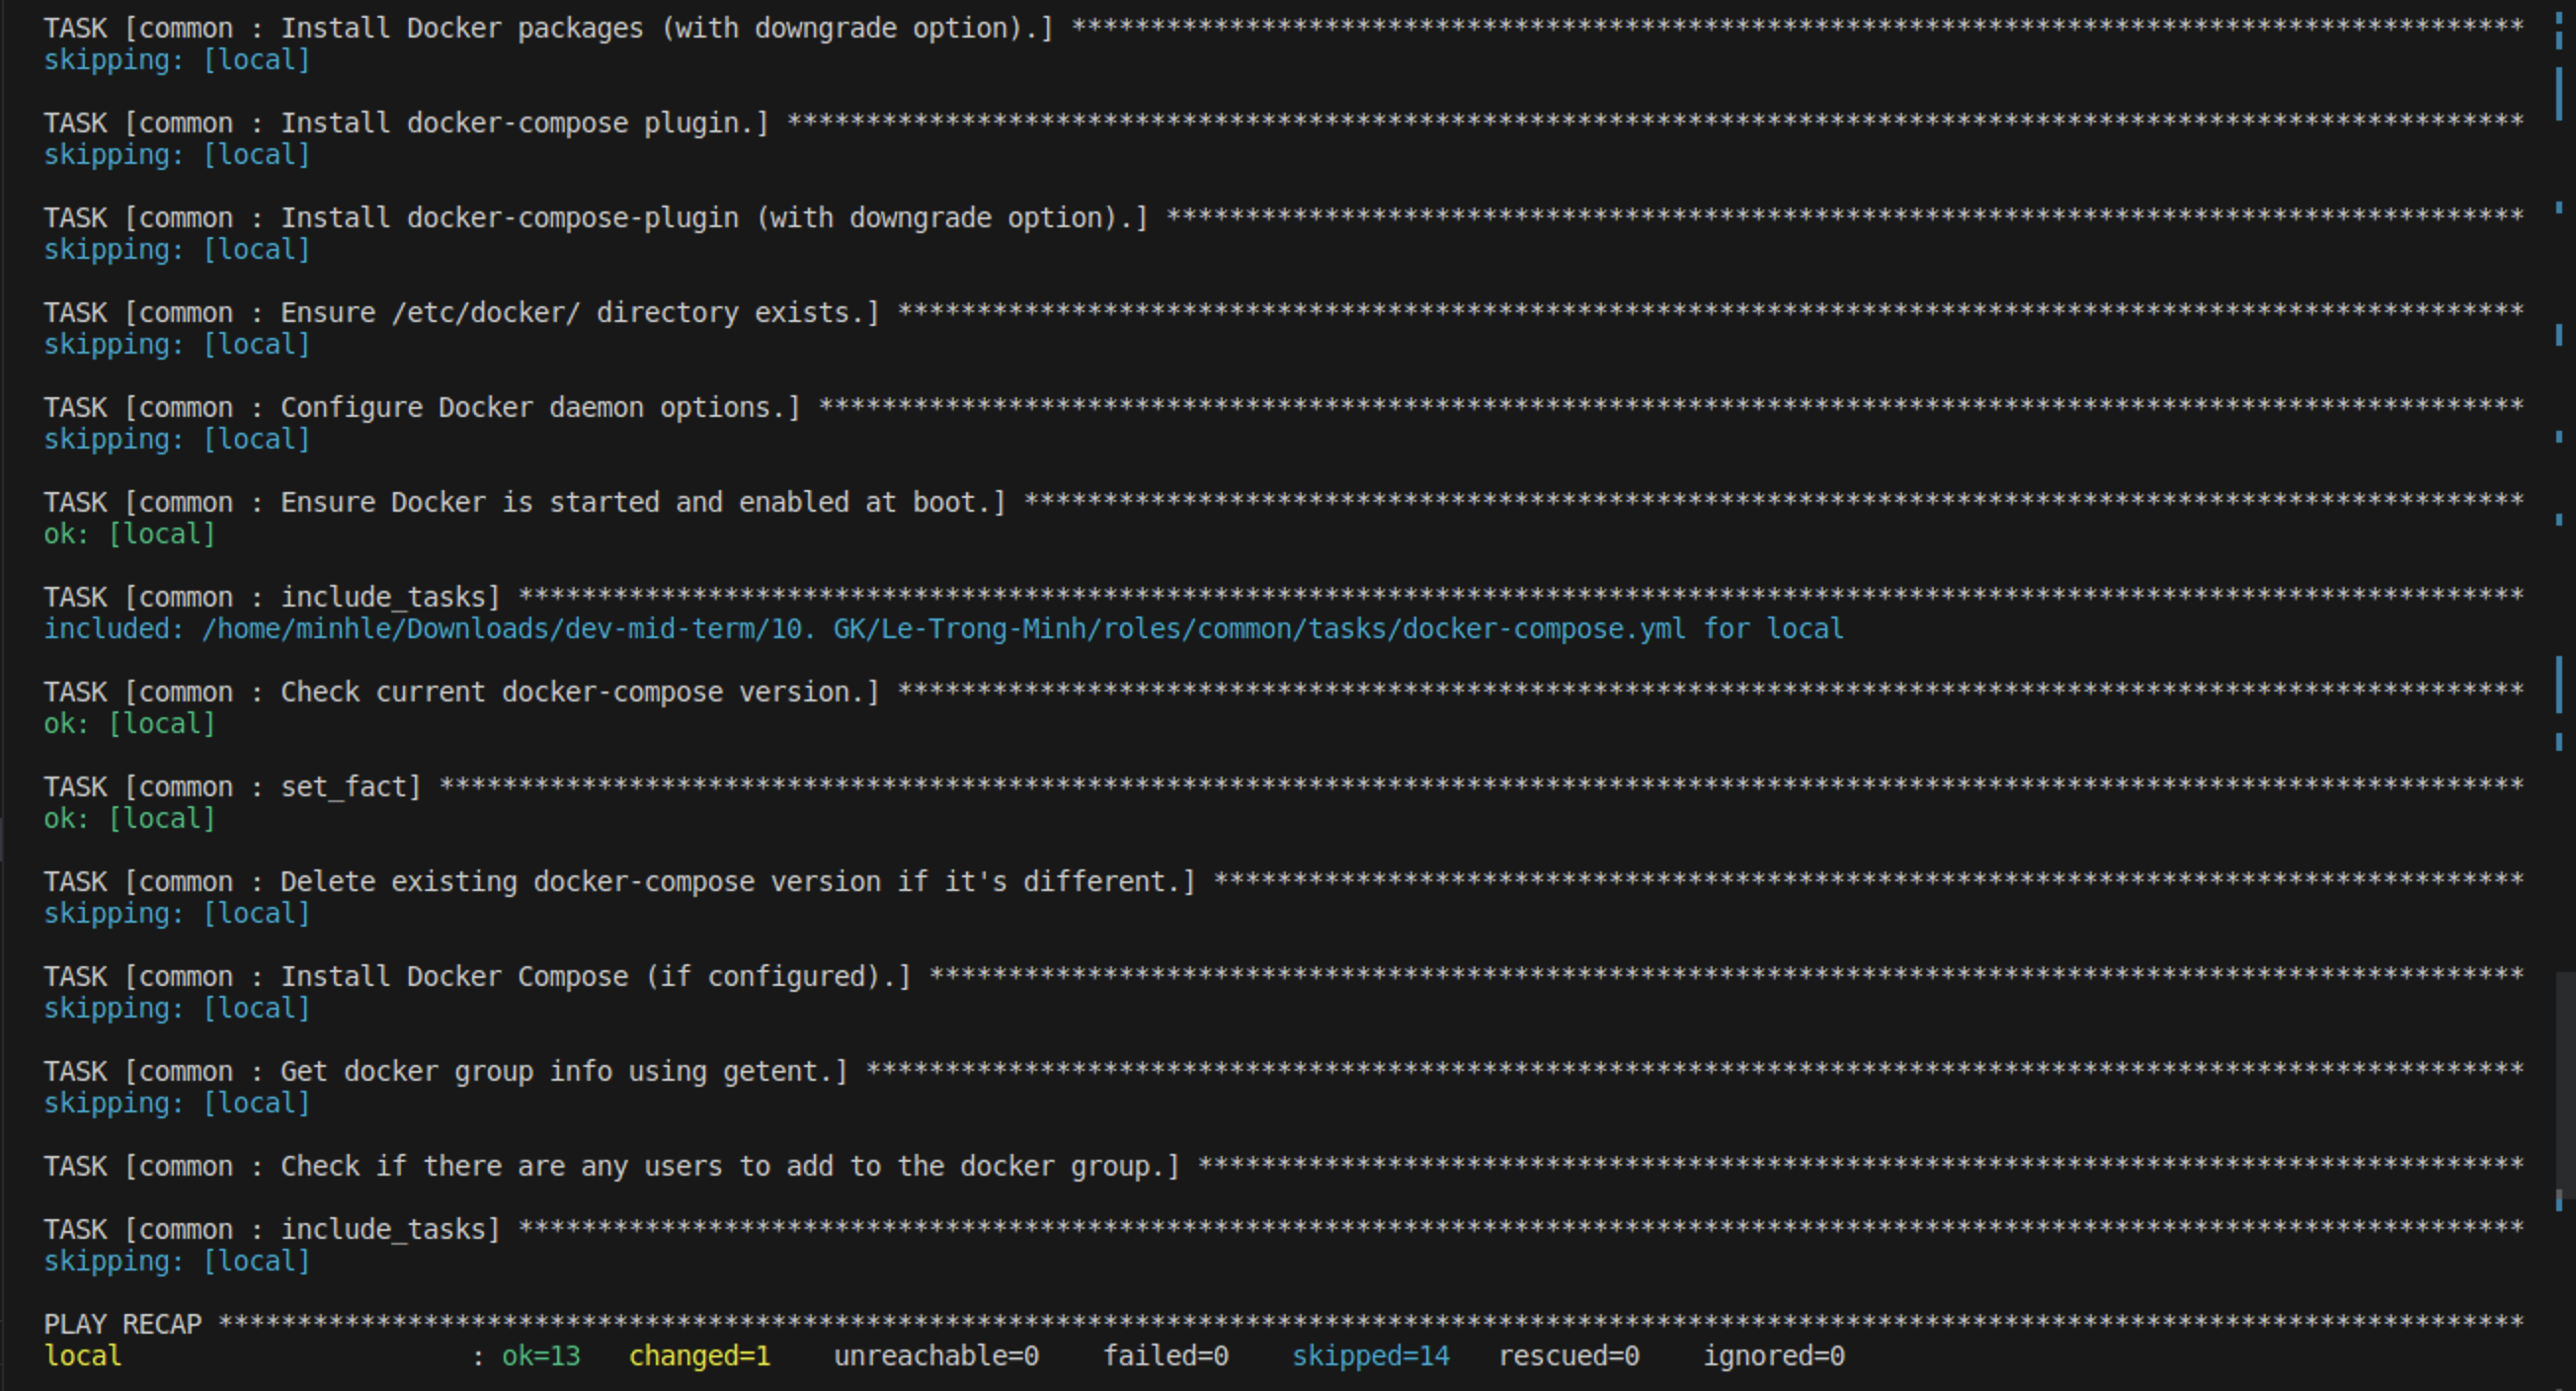 TASK [common : Install Docker packages (with downgrade option).] ********************************************************************************************
skipping: [local]
TASK [common : Install docker-compose plugin.] **************************************************************************************************************
skipping: [local]
TASK [common : Install docker-compose-plugin (with downgrade option).] **************************************************************************************
skipping: [local]
TASK [common : Ensure /etc/docker/ directory exists.] *******************************************************************************************************
skipping: [local]
TASK [common : Configure Docker daemon options.] ************************************************************************************************************
skipping: [local]
TASK [common : Ensure Docker is started and enabled at boot.] ***********************************************************************************************
ok: [local]
TASK [common : include_tasks] *******************************************************************************************************************************
included: /home/minhle/Downloads/dev-mid-term/10. GK/Le-Trong-Minh/roles/common/tasks/docker-compose.yml for local
TASK [common : Check current docker-compose version.] *******************************************************************************************************
ok: [local]
TASK [common : set_fact] ************************************************************************************************************************************
ok: [local]
TASK [common : Delete existing docker-compose version if it's different.] ***********************************************************************************
skipping: [local]
TASK [common : Install Docker Compose (if configured).] *****************************************************************************************************
skipping: [local]
TASK [common : Get docker group info using getent.] *********************************************************************************************************
skipping: [local]
TASK [common : Check if there are any users to add to the docker group.] ************************************************************************************
TASK [common : include_tasks] *******************************************************************************************************************************
skipping: [local]
PLAY RECAP **************************************************************************************************************************************************
local                      : ok=13   changed=1    unreachable=0    failed=0    skipped=14   rescued=0    ignored=0